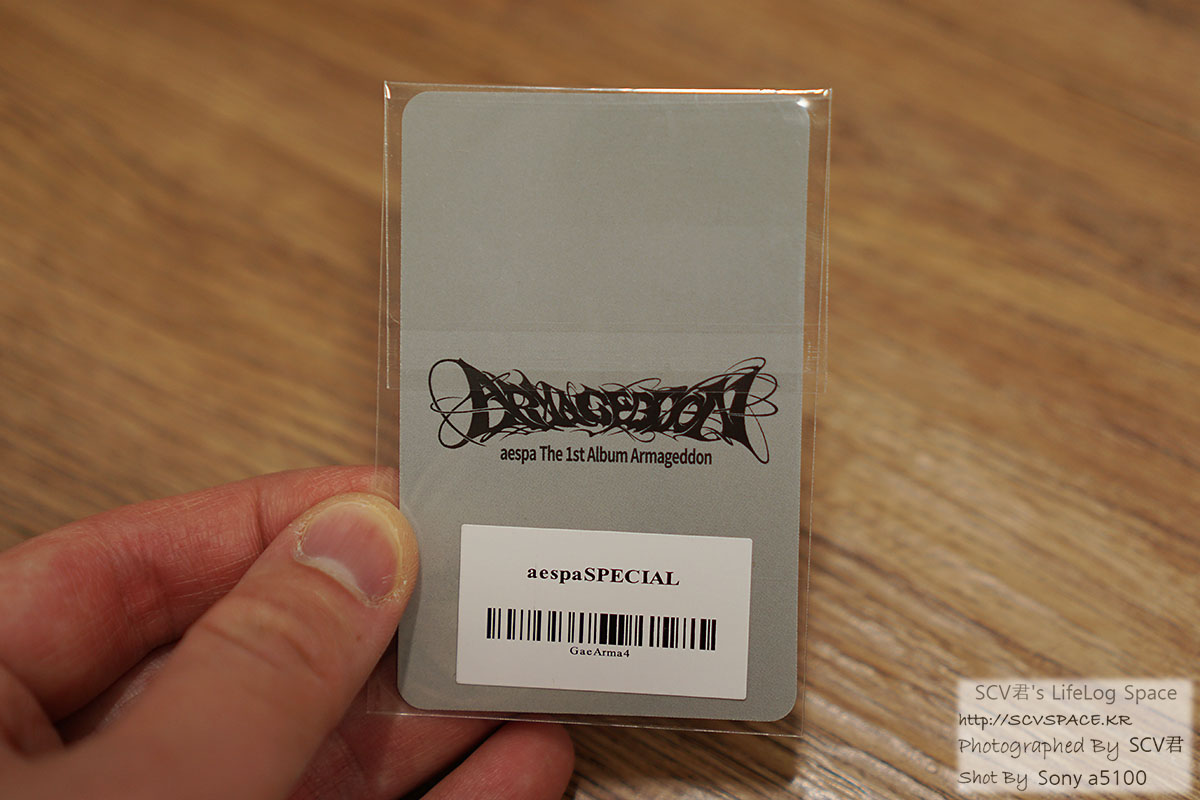 ARMAGEDDON
aespa The 1st Album Armageddon
aespaSPECIAL
GaeArma4
SCV君's LifeLog Space
http://SCVSPACE.KR
Photographed By SCV君
Shot By Sony a5100